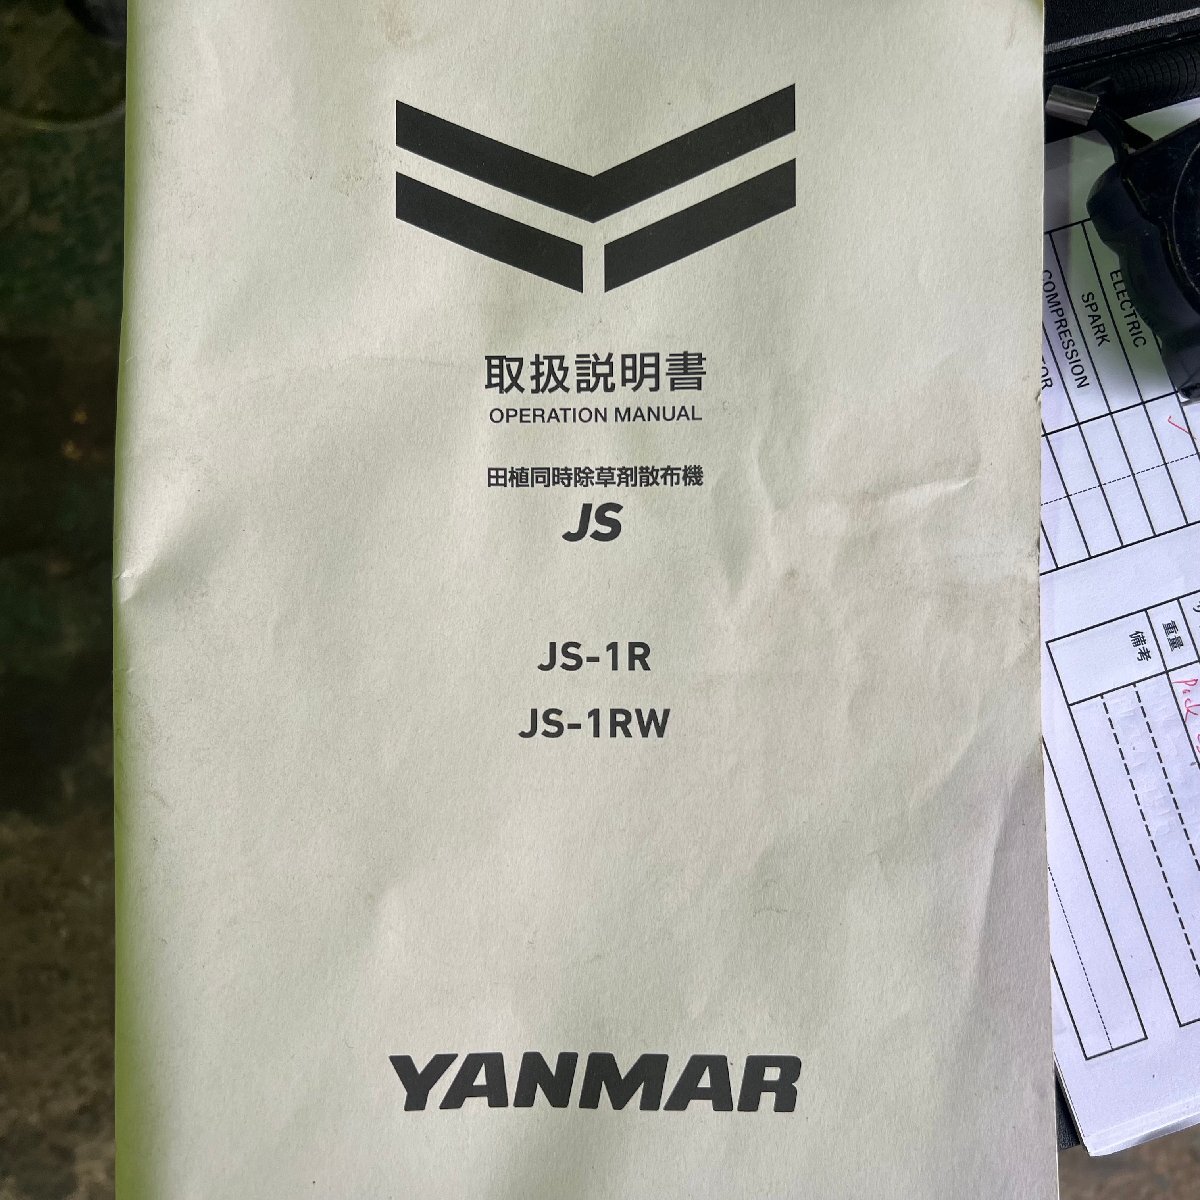 取扱説明書
OPERATION MANUAL
田植同時除草剤散布機
JS
JS-1R
JS-1RW
YANMAR
ELECTRIC
SPARK
COMPRESSION
重量
備考